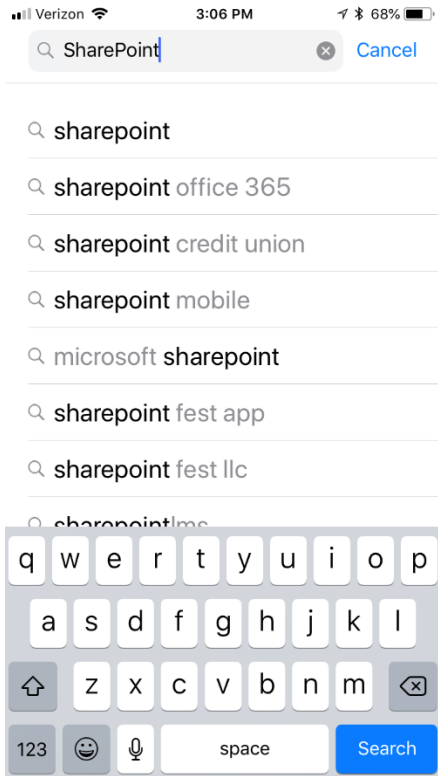 Verizon 3:06 PM 68%
SharePoint Cancel
sharepoint
sharepoint office 365
sharepoint credit union
sharepoint mobile
microsoft sharepoint
sharepoint fest app
sharepoint fest llc
sharepointlms
q w e r t y u i o p
a s d f g h j k l
z x c v b n m
123 space Search